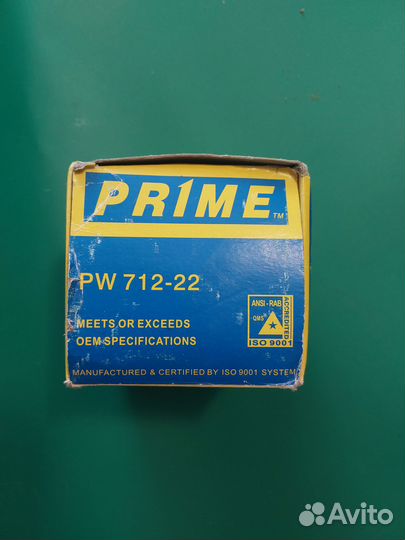 PR1ME TM
PW 712-22
MEETS OR EXCEEDS
OEM SPECIFICATIONS
ANSI - RAB
QMS
ACCREDITED
ISO 9001
MANUFACTURED & CERTIFIED BY ISO 9001 SYSTEM
Avito